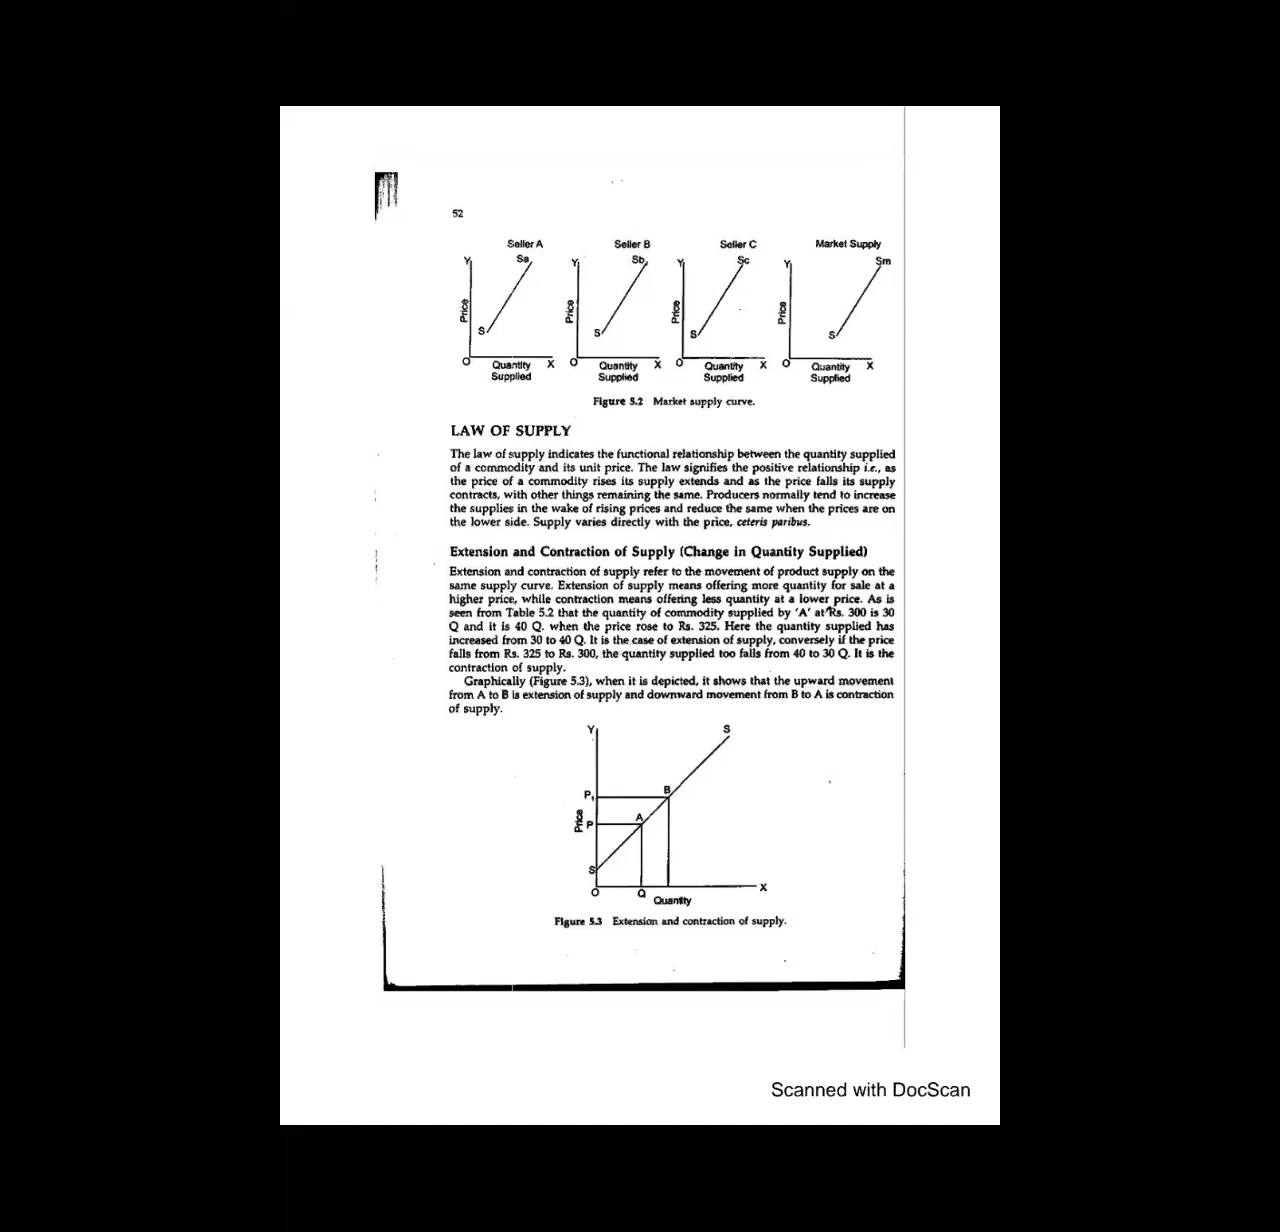 52
Seller A Seller B Seller C Market Supply
Y Sa Y Sb Y Sc Y Sm
Price Price Price Price
S S S S
O Quantity Supplied X O Quantity Supplied X O Quantity Supplied X O Quantity Supplied X
Figure 5.2 Market supply curve.
LAW OF SUPPLY
The law of supply indicates the functional relationship between the quantity supplied
of a commodity and its unit price. The law signifies the positive relationship i.e., as
the price of a commodity rises its supply extends and as the price falls its supply
contracts, with other things remaining the same. Producers normally tend to increase
the supplies in the wake of rising prices and reduce the same when the prices are on
the lower side. Supply varies directly with the price, ceteris paribus.
Extension and Contraction of Supply (Change in Quantity Supplied)
Extension and contraction of supply refer to the movement of product supply on the
same supply curve. Extension of supply means offering more quantity for sale at a
higher price, while contraction means offering less quantity at a lower price. As is
seen from Table 5.2 that the quantity of commodity supplied by 'A' at Rs. 300 is 30
Q and it is 40 Q. when the price rose to Rs. 325. Here the quantity supplied has
increased from 30 to 40 Q. It is the case of extension of supply, conversely if the price
falls from Rs. 325 to Rs. 300, the quantity supplied too falls from 40 to 30 Q. It is the
contraction of supply.
Graphically (Figure 5.3), when it is depicted, it shows that the upward movement
from A to B is extension of supply and downward movement from B to A is contraction
of supply.
Y S
P₁ B
Price P A
S
O Q X
Quantity
Figure 5.3 Extension and contraction of supply.
Scanned with DocScan